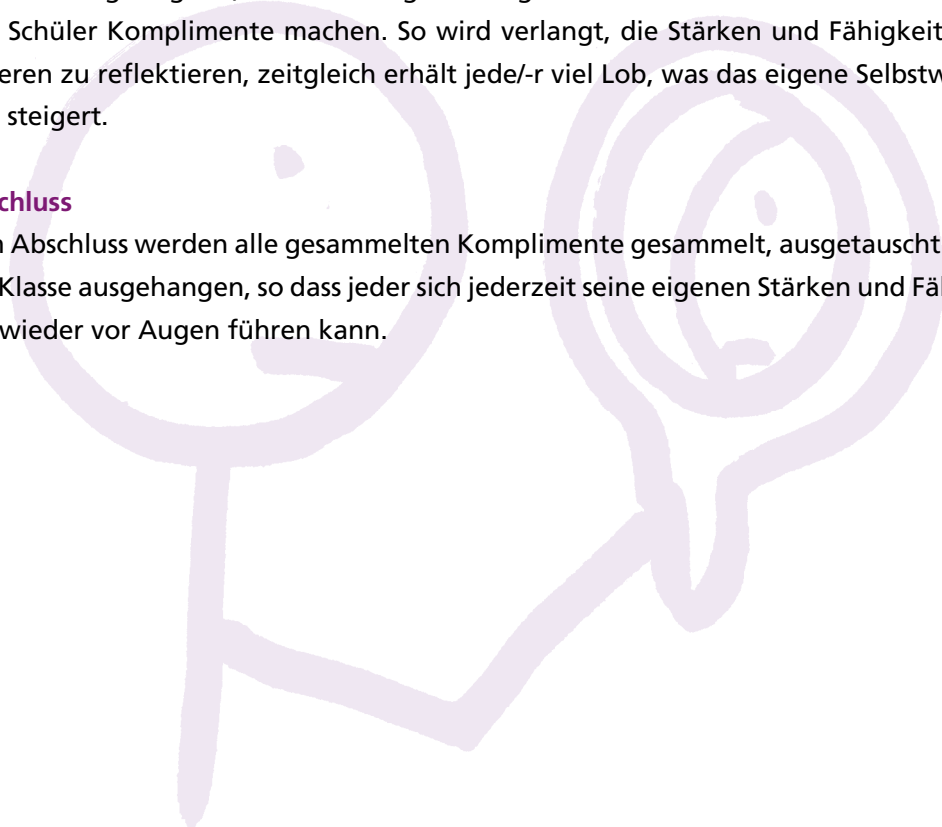 Schüler Komplimente machen. So wird verlangt, die Stärken und Fähigkeit
eren zu reflektieren, zeitgleich erhält jede/-r viel Lob, was das eigene Selbstw
steigert.
chluss
Abschluss werden alle gesammelten Komplimente gesammelt, ausgetauscht
Klasse ausgehangen, so dass jeder sich jederzeit seine eigenen Stärken und Fäh
wieder vor Augen führen kann.